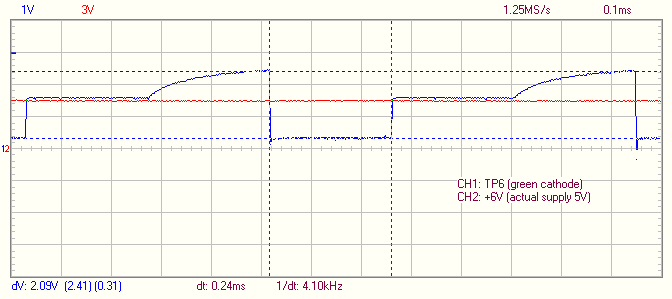 1V 3V 1.25MS/s 0.1ms
12
CH1: TP6 (green cathode)
CH2: +6V (actual supply 5V)
dV: 2.09V (2.41) (0.31) dt: 0.24ms 1/dt: 4.10kHz